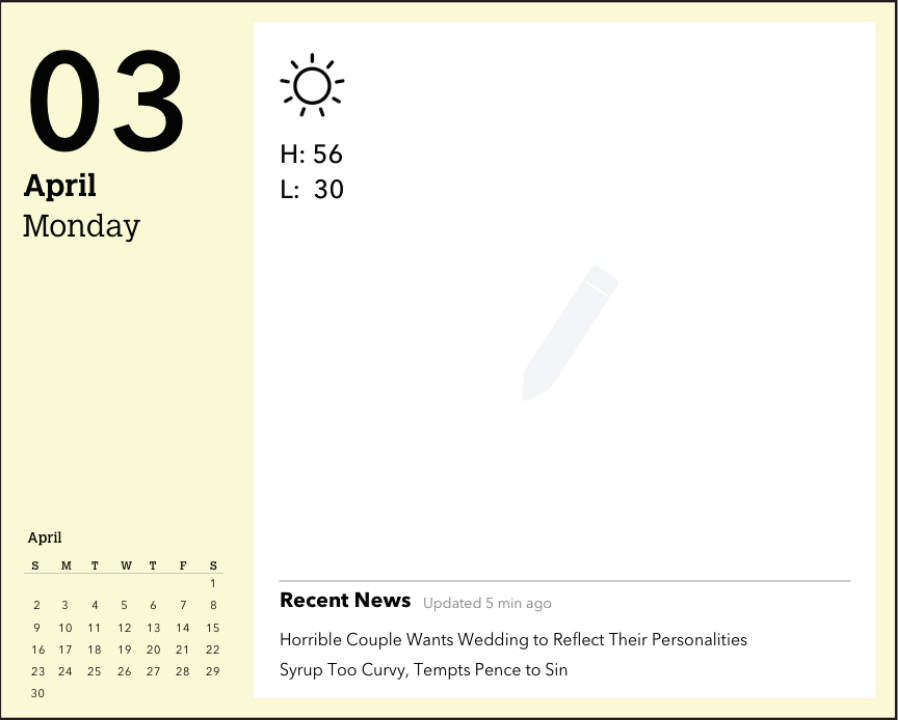 03
April
Monday
H: 56
L: 30
April
S M T W T F S
1
2 3 4 5 6 7 8
9 10 11 12 13 14 15
16 17 18 19 20 21 22
23 24 25 26 27 28 29
30
Recent News Updated 5 min ago
Horrible Couple Wants Wedding to Reflect Their Personalities
Syrup Too Curvy, Tempts Pence to Sin